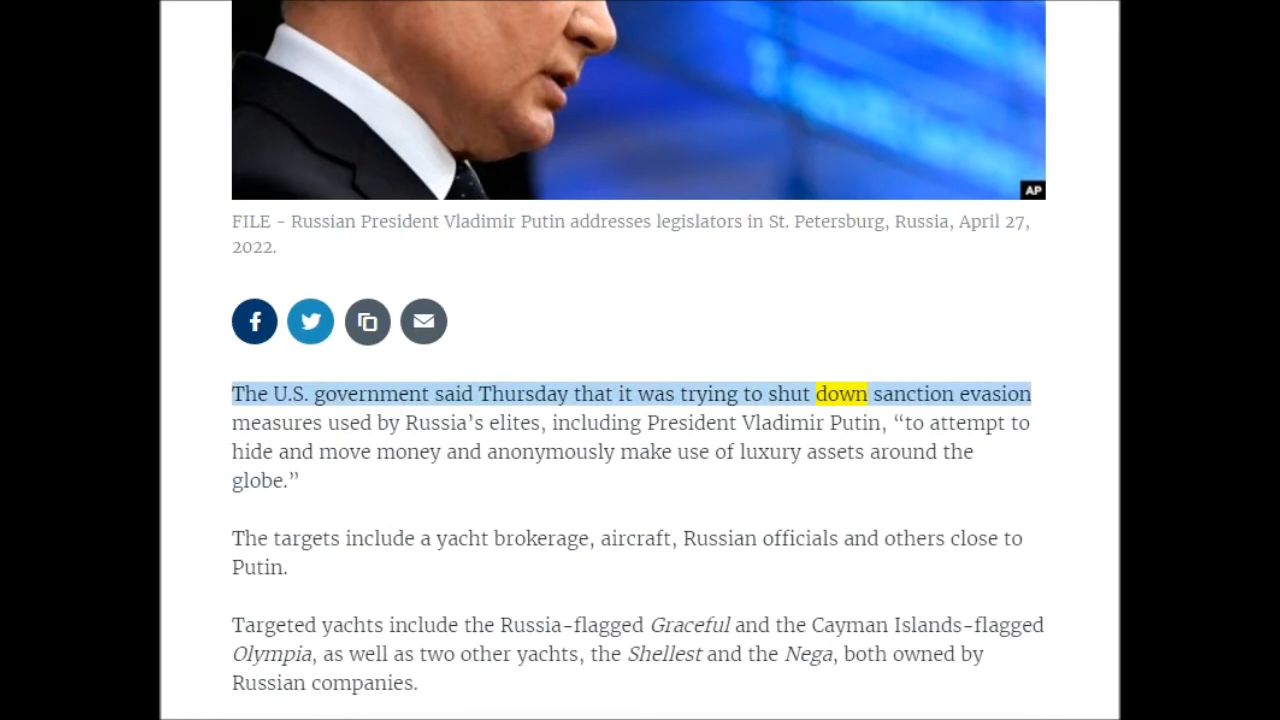 AP
FILE - Russian President Vladimir Putin addresses legislators in St. Petersburg, Russia, April 27,
2022.
The U.S. government said Thursday that it was trying to shut down sanction evasion
measures used by Russia’s elites, including President Vladimir Putin, “to attempt to
hide and move money and anonymously make use of luxury assets around the
globe.”
The targets include a yacht brokerage, aircraft, Russian officials and others close to
Putin.
Targeted yachts include the Russia-flagged Graceful and the Cayman Islands-flagged
Olympia, as well as two other yachts, the Shellest and the Nega, both owned by
Russian companies.